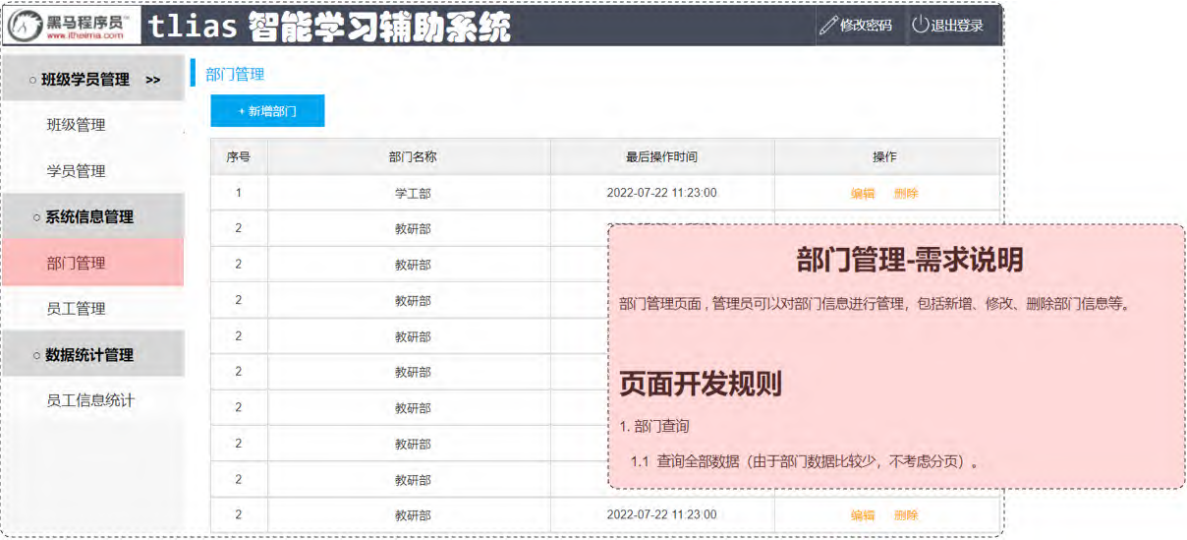 黑马程序员
www.itheima.com
tlias 智能学习辅助系统
修改密码 退出登录
班级学员管理 >>
班级管理
学员管理
系统信息管理
部门管理
员工管理
数据统计管理
员工信息统计
部门管理
+ 新增部门
序号 部门名称 最后操作时间 操作
1 学工部 2022-07-22 11:23:00 编辑 删除
2 教研部
2 教研部
2 教研部
2 教研部
2 教研部
2 教研部
2 教研部
2 教研部
2 教研部 2022-07-22 11:23:00 编辑 删除
部门管理-需求说明
部门管理页面 , 管理员可以对部门信息进行管理，包括新增、修改、删除部门信息等。
页面开发规则
1. 部门查询
1.1 查询全部数据（由于部门数据比较少，不考虑分页）。